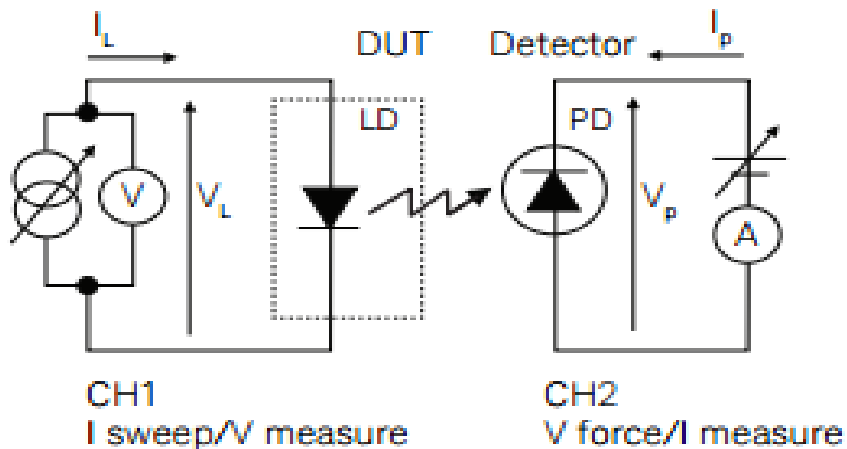 I_L DUT Detector I_p
LD PD
V V_L V_p A
CH1 CH2
I sweep/V measure V force/I measure